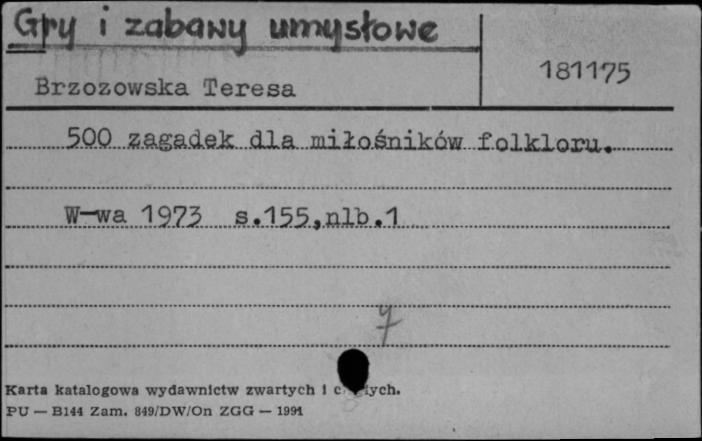 Gry i zabawy umysłowe
181175
Brzozowska Teresa
500 zagadek dla miłośników folkloru.
W-wa 1973 s.155,nlb.1
7
Karta katalogowa wydawnictw zwartych i
PU — B144 Zam. 849/DW/On ZGG — 1991